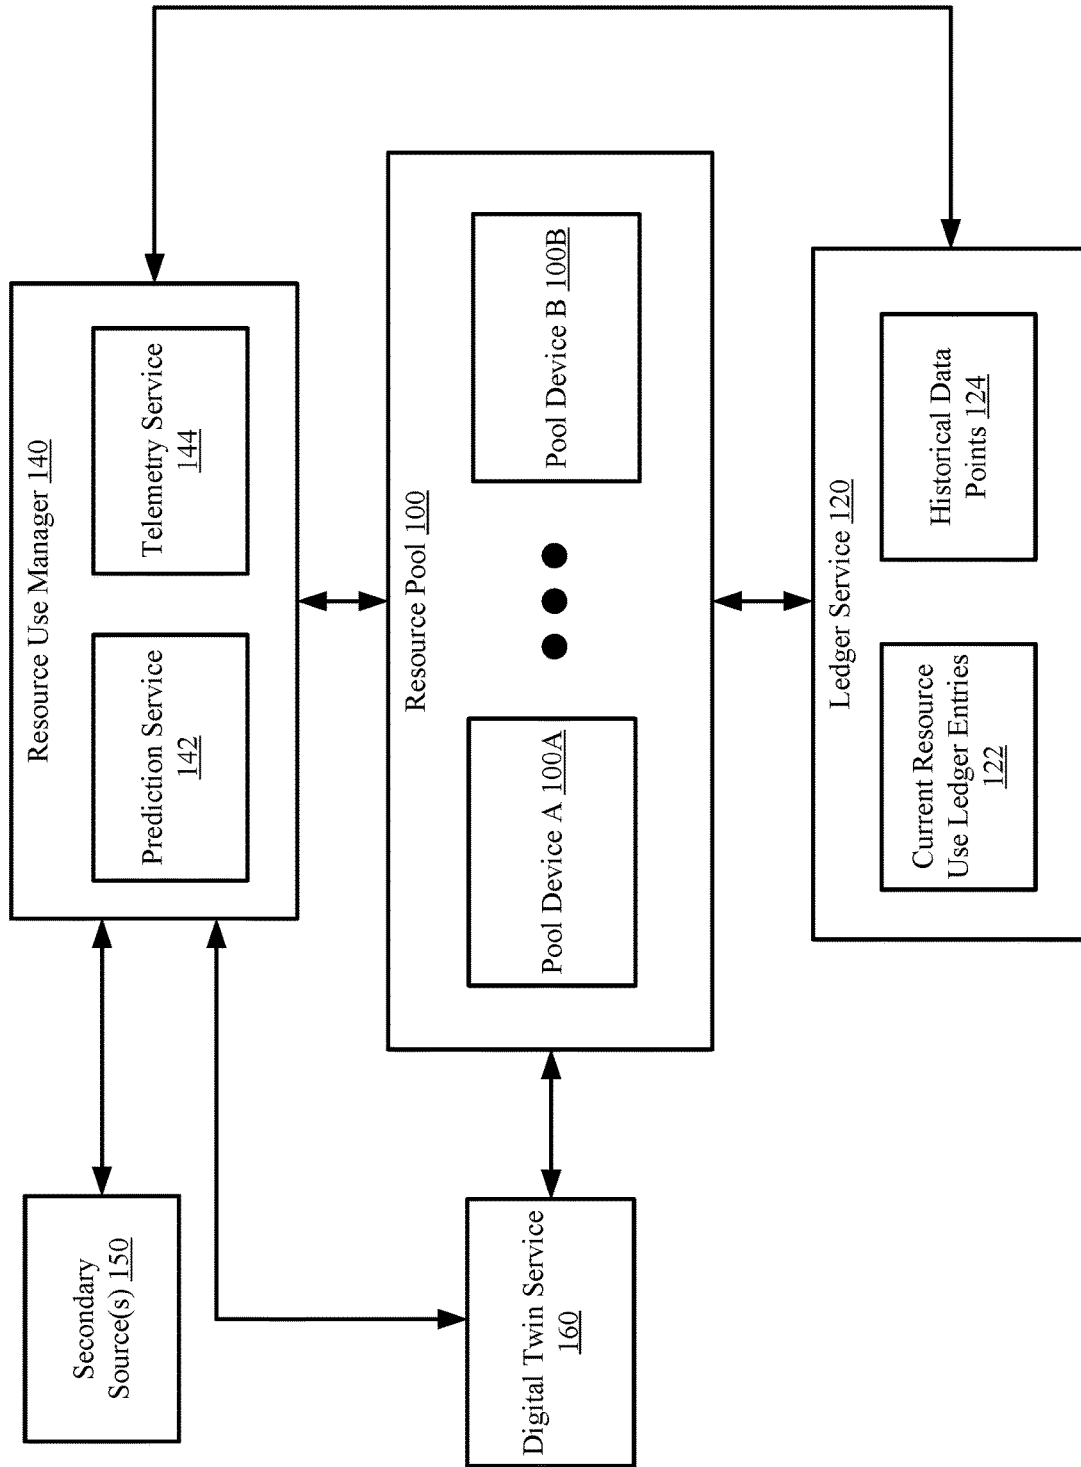 Secondary
Source(s) 150
Resource Use Manager 140
Prediction Service
142
Telemetry Service
144
Digital Twin Service
160
Resource Pool 100
Pool Device A 100A
Pool Device B 100B
Ledger Service 120
Current Resource
Use Ledger Entries
122
Historical Data
Points 124